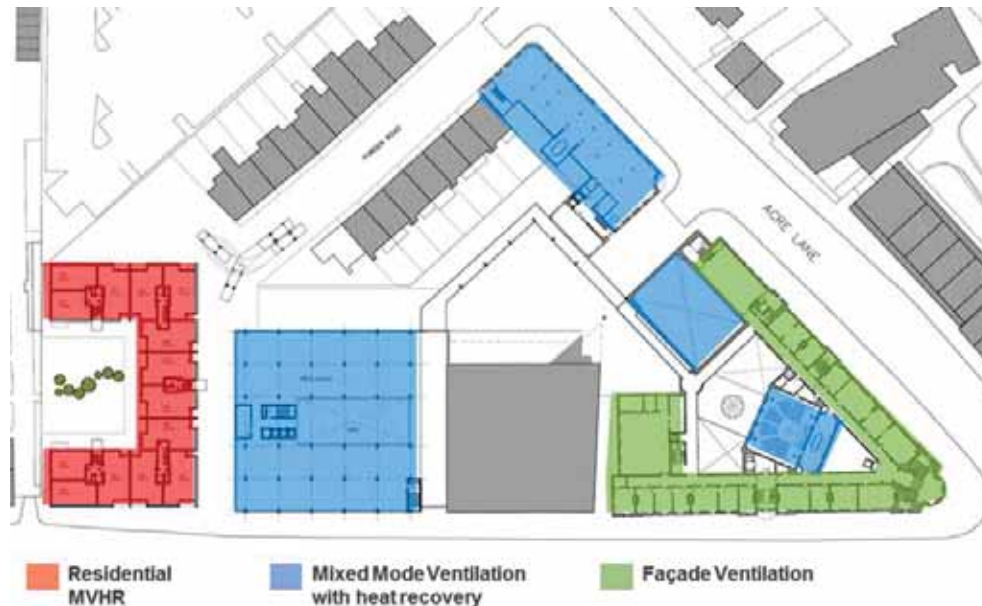 ACRE LANE
Residential
MVHR
Mixed Mode Ventilation
with heat recovery
Façade Ventilation